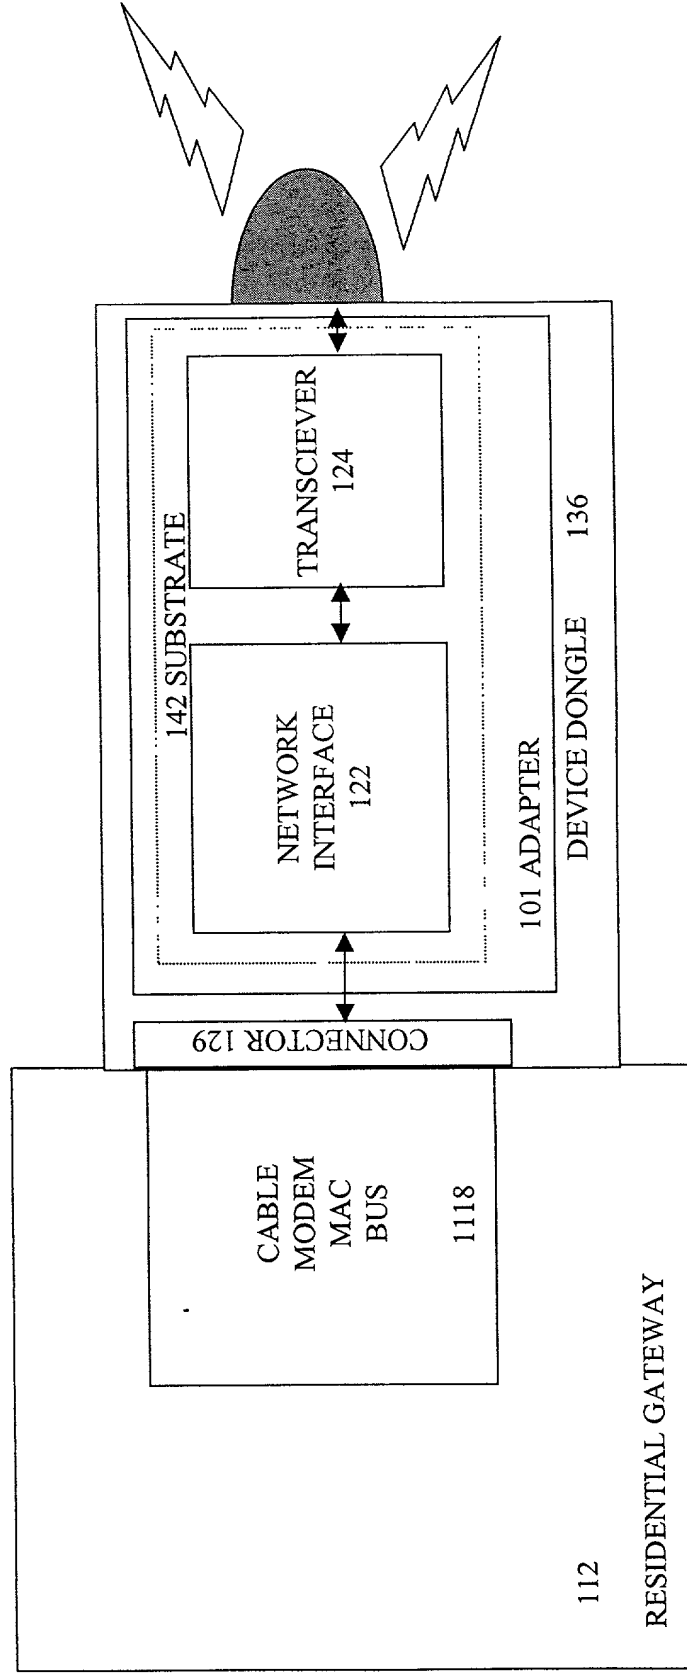 142 SUBSTRATE
TRANSCIEVER
124
NETWORK
INTERFACE
122
101 ADAPTER
DEVICE DONGLE 136
CONNECTOR 129
CABLE
MODEM
MAC
BUS
1118
112
RESIDENTIAL GATEWAY